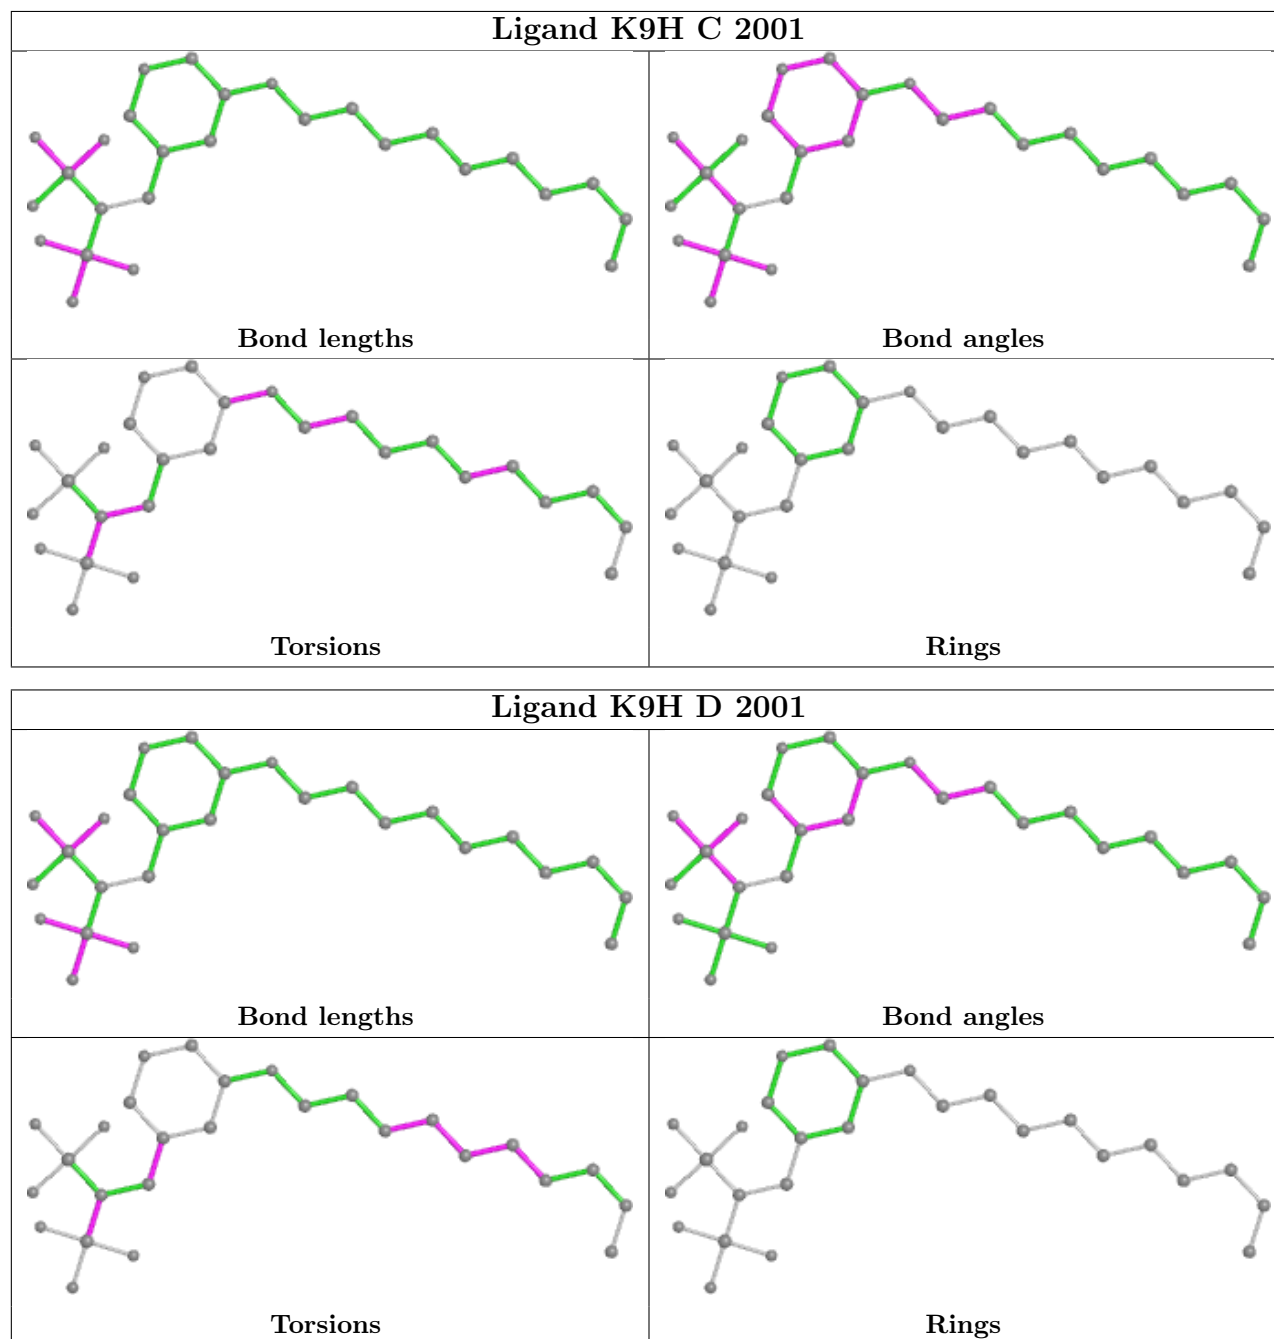 Ligand K9H C 2001
Bond lengths
Bond angles
Torsions
Rings
Ligand K9H D 2001
Bond lengths
Bond angles
Torsions
Rings